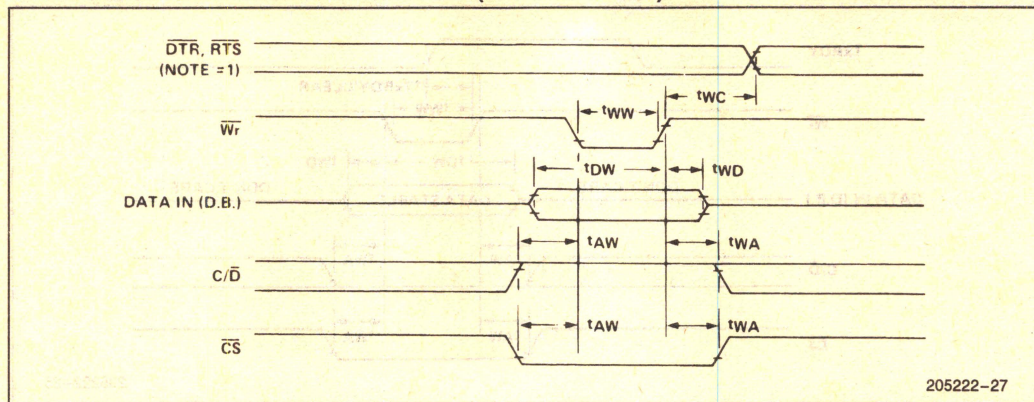 DTR, RTS
(NOTE =1)
tWC
tWW
Wr
tDW
tWD
DATA IN (D.B.)
tAW
tWA
C/D
tAW
tWA
CS
205222-27